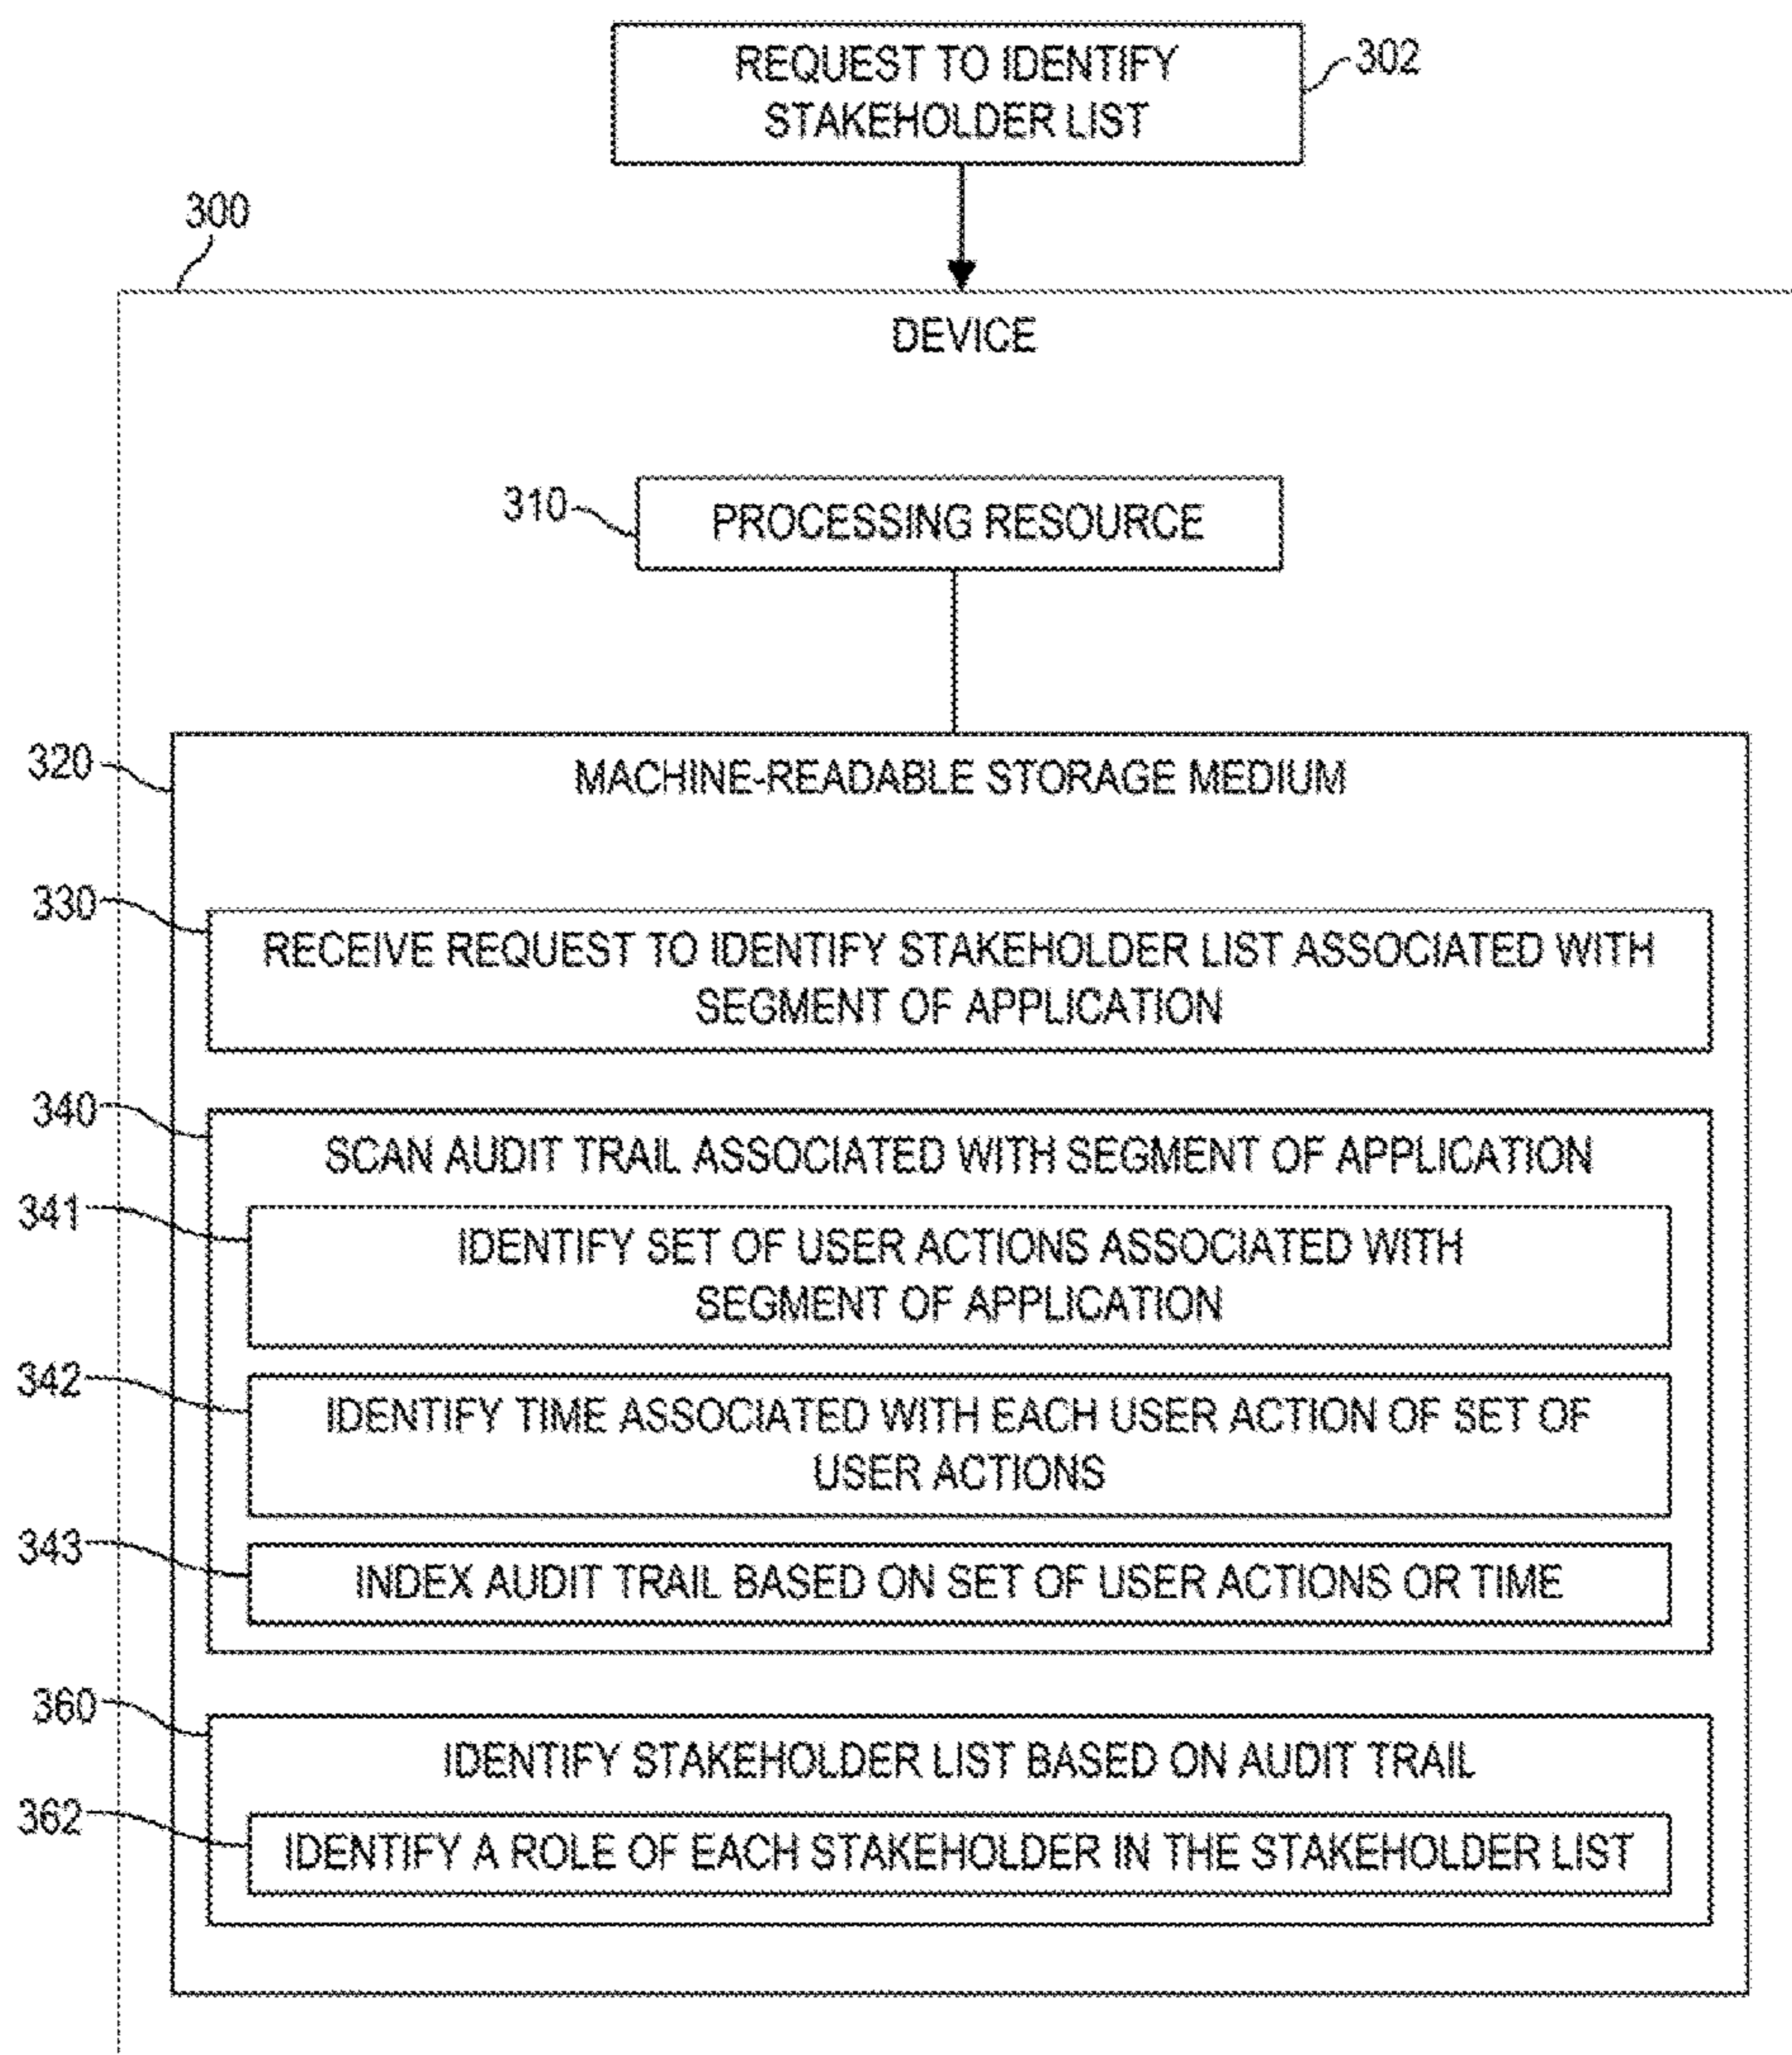 REQUEST TO IDENTIFY
STAKEHOLDER LIST
302
300
DEVICE
310
PROCESSING RESOURCE
320
MACHINE-READABLE STORAGE MEDIUM
330
RECEIVE REQUEST TO IDENTIFY STAKEHOLDER LIST ASSOCIATED WITH
SEGMENT OF APPLICATION
340
SCAN AUDIT TRAIL ASSOCIATED WITH SEGMENT OF APPLICATION
341
IDENTIFY SET OF USER ACTIONS ASSOCIATED WITH
SEGMENT OF APPLICATION
342
IDENTIFY TIME ASSOCIATED WITH EACH USER ACTION OF SET OF
USER ACTIONS
343
INDEX AUDIT TRAIL BASED ON SET OF USER ACTIONS OR TIME
360
IDENTIFY STAKEHOLDER LIST BASED ON AUDIT TRAIL
362
IDENTIFY A ROLE OF EACH STAKEHOLDER IN THE STAKEHOLDER LIST